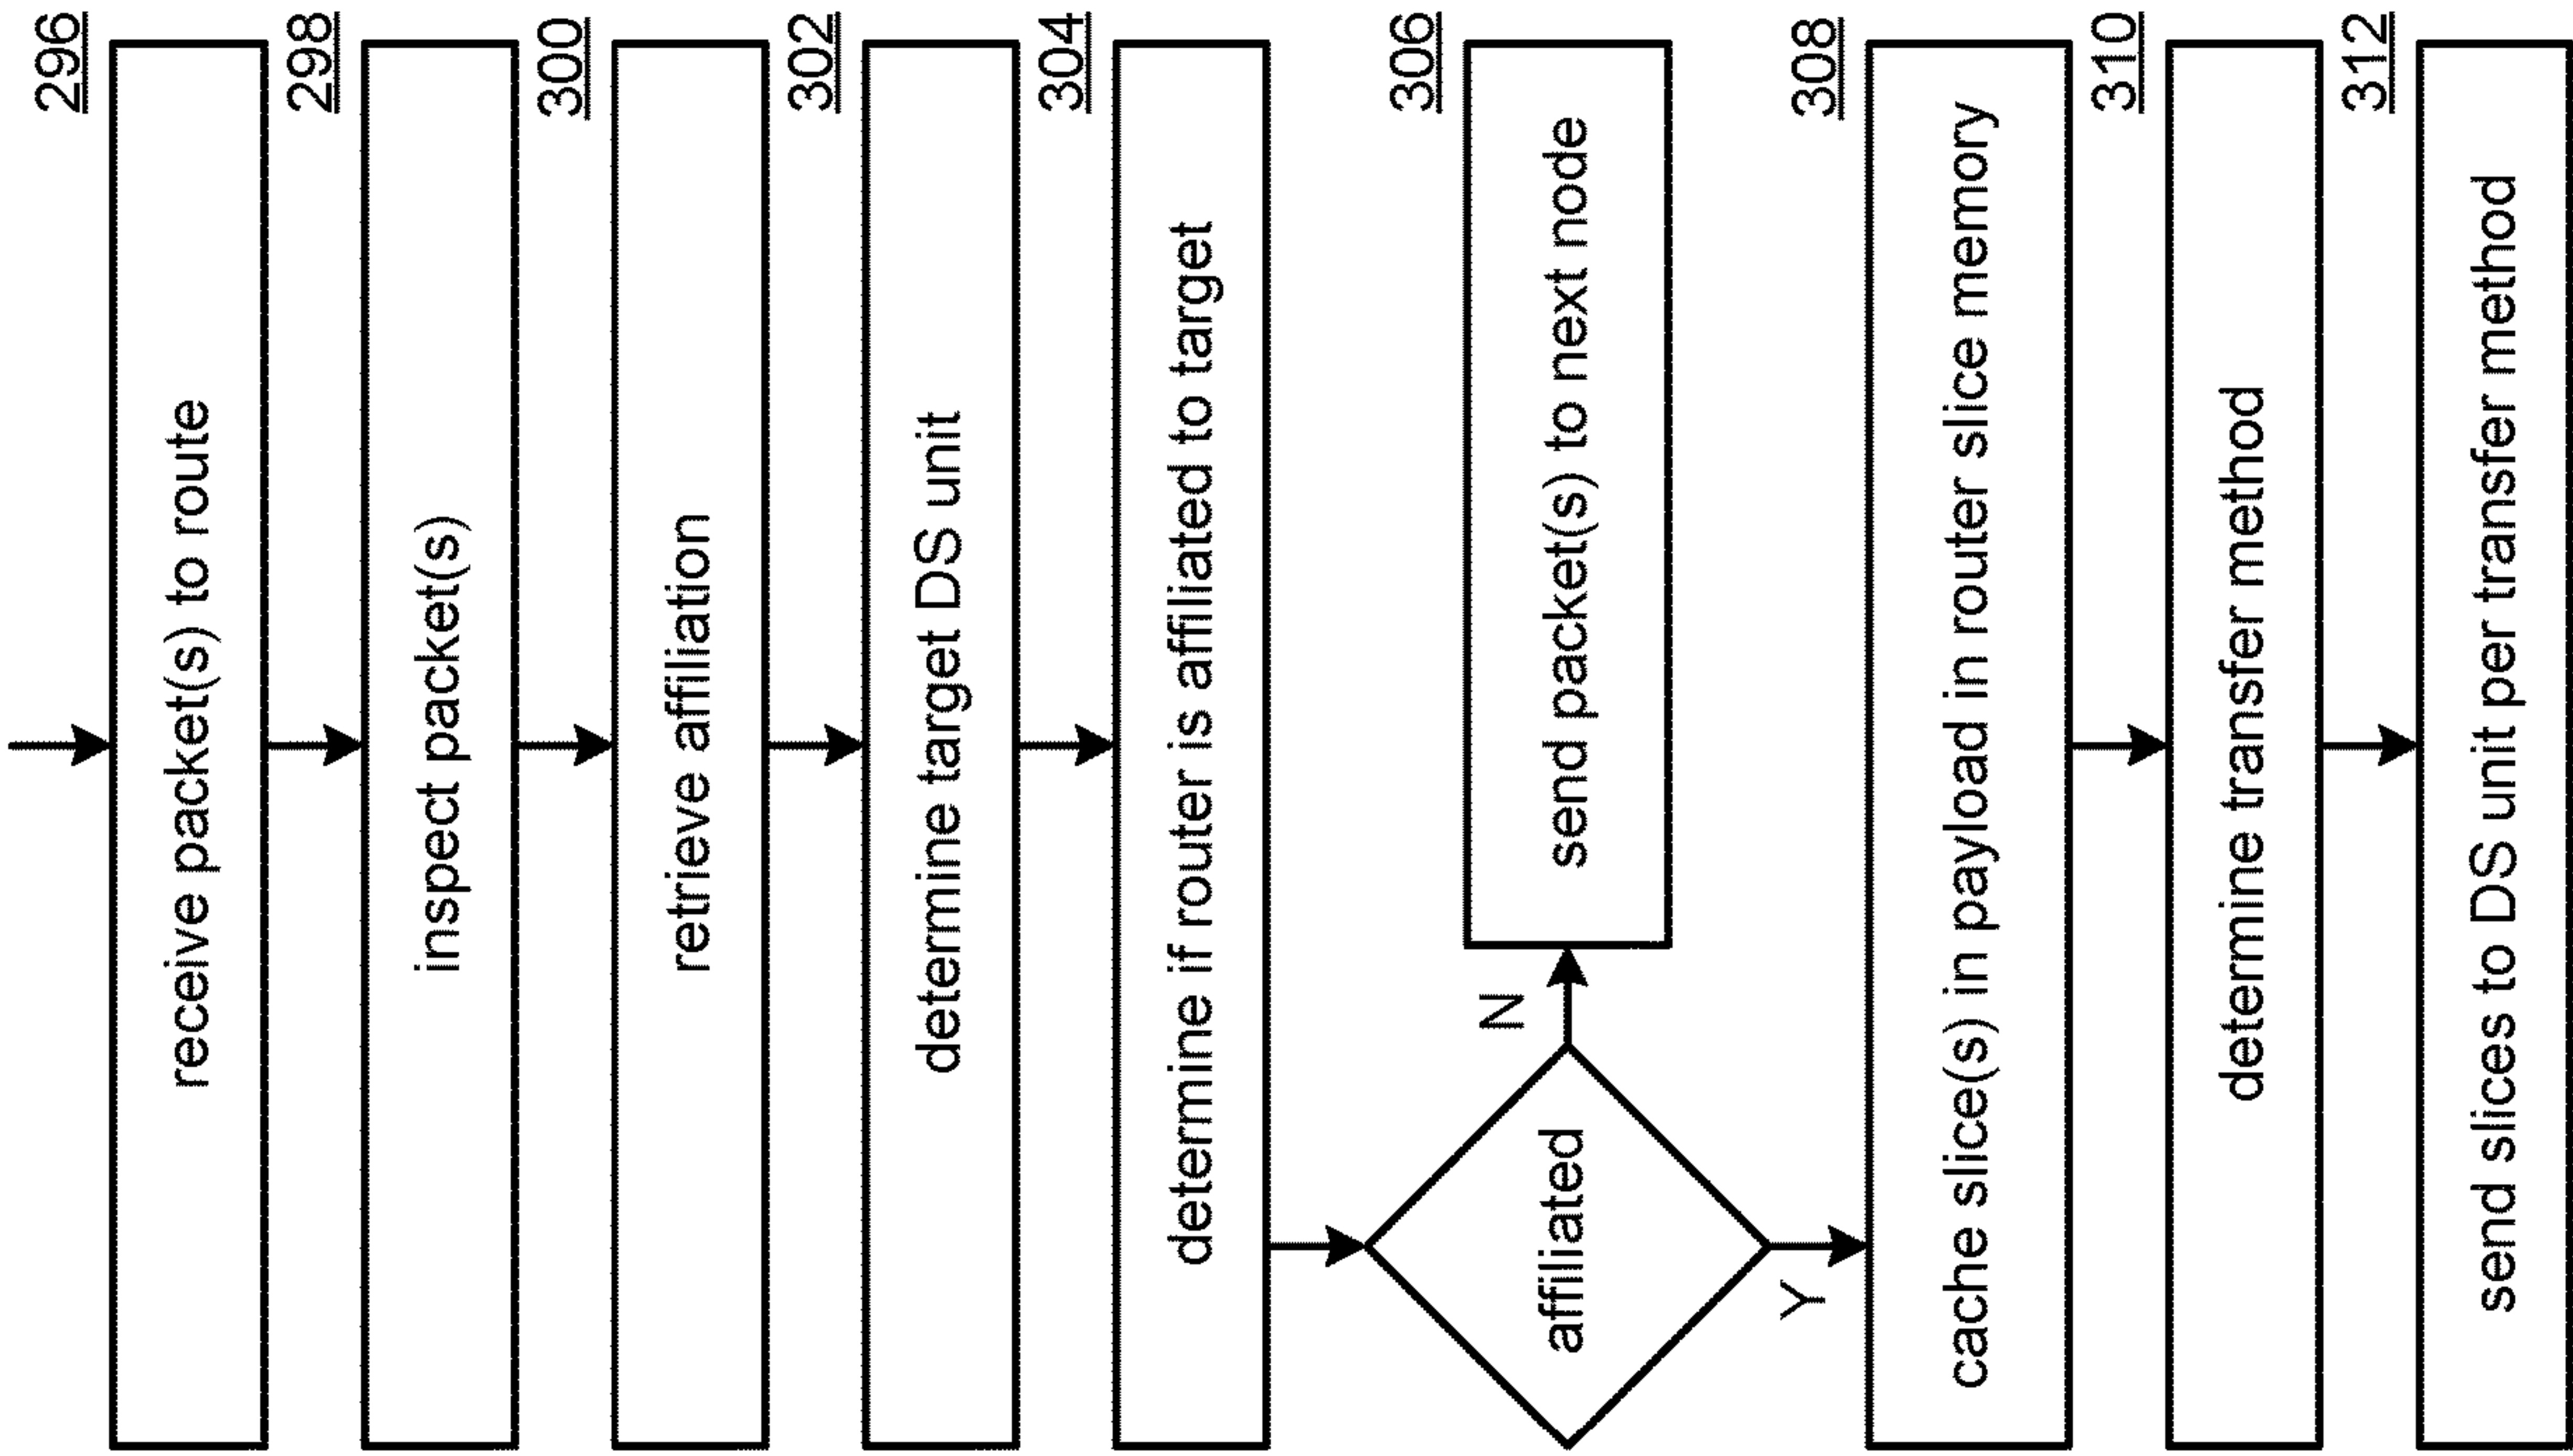 296
receive packet(s) to route
298
inspect packet(s)
300
retrieve affiliation
302
determine target DS unit
304
determine if router is affiliated to target
affiliated
N
306
send packet(s) to next node
Y
308
cache slice(s) in payload in router slice memory
310
determine transfer method
312
send slices to DS unit per transfer method